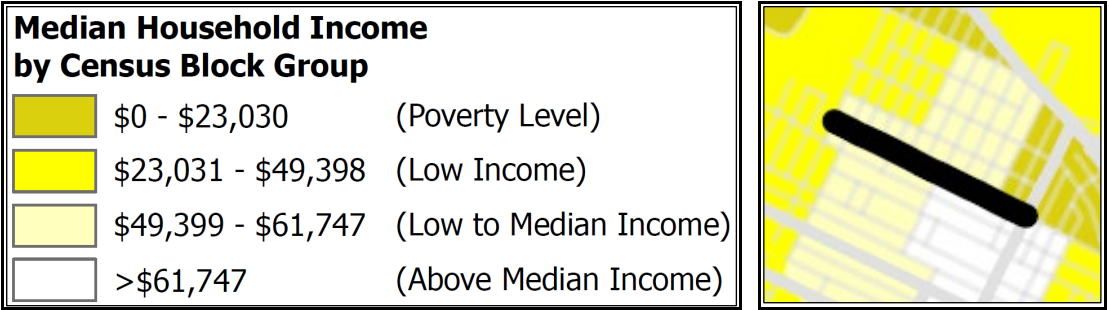 Median Household Income
by Census Block Group
$0 - $23,030 (Poverty Level)
$23,031 - $49,398 (Low Income)
$49,399 - $61,747 (Low to Median Income)
>$61,747 (Above Median Income)